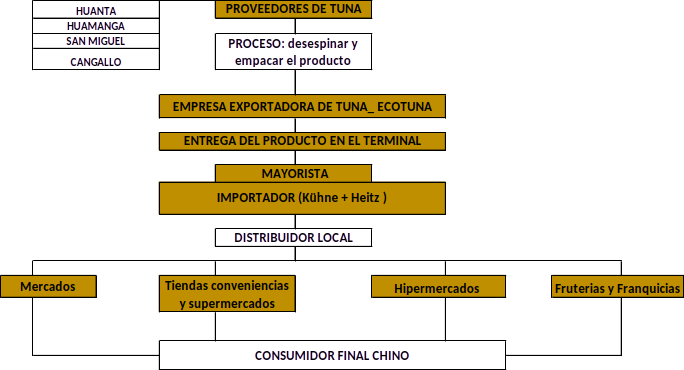 HUANTA
HUAMANGA
SAN MIGUEL
CANGALLO
PROVEEDORES DE TUNA
PROCESO: desespinar y
empacar el producto
EMPRESA EXPORTADORA DE TUNA_ ECOTUNA
ENTREGA DEL PRODUCTO EN EL TERMINAL
MAYORISTA
IMPORTADOR (Kühne + Heitz )
DISTRIBUIDOR LOCAL
Mercados
Tiendas conveniencias
y supermercados
Hipermercados
Fruterias y Franquicias
CONSUMIDOR FINAL CHINO